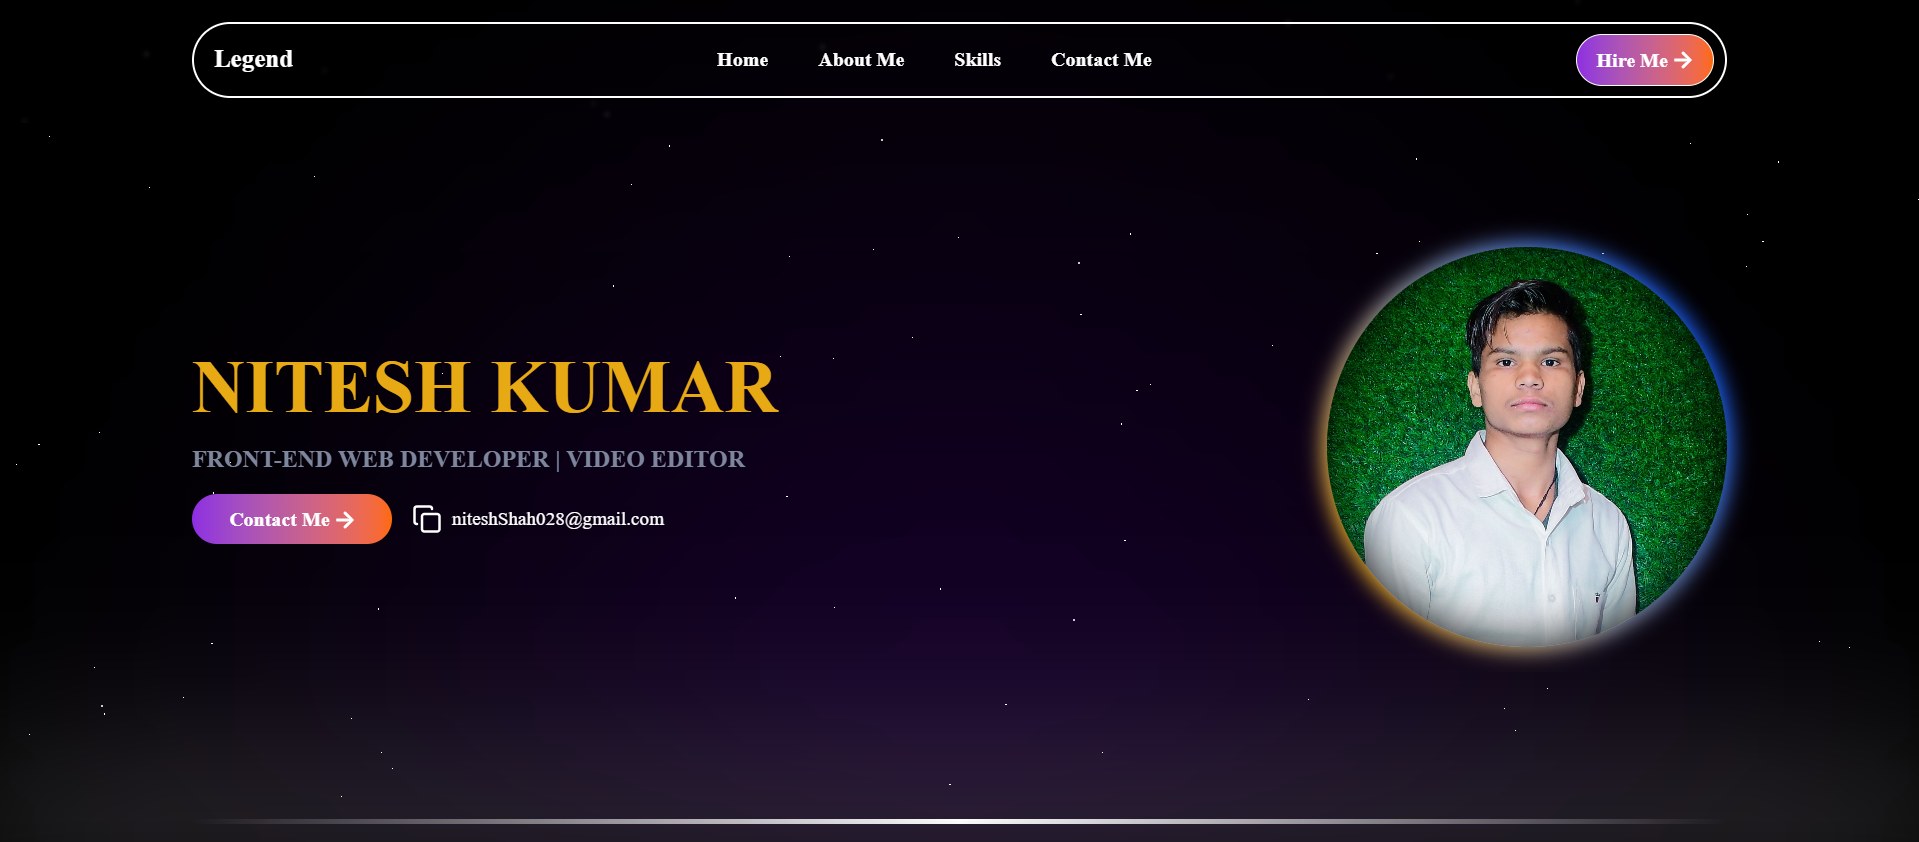 Legend
Home
About Me
Skills
Contact Me
Hire Me
NITESH KUMAR
FRONT-END WEB DEVELOPER | VIDEO EDITOR
Contact Me
niteshShah028@gmail.com